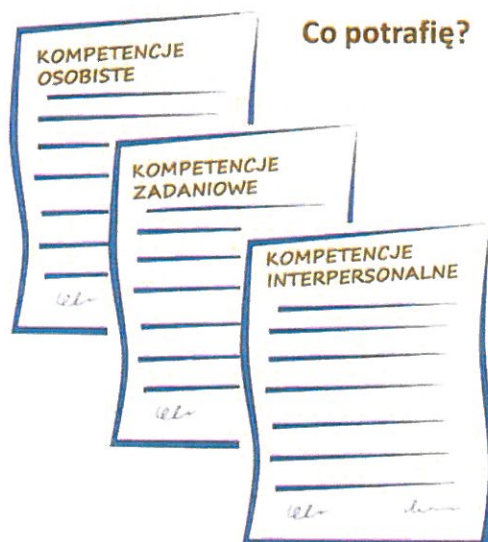 Co potrafię?
KOMPETENCJE
OSOBISTE
KOMPETENCJE
ZADANIOWE
KOMPETENCJE
INTERPERSONALNE